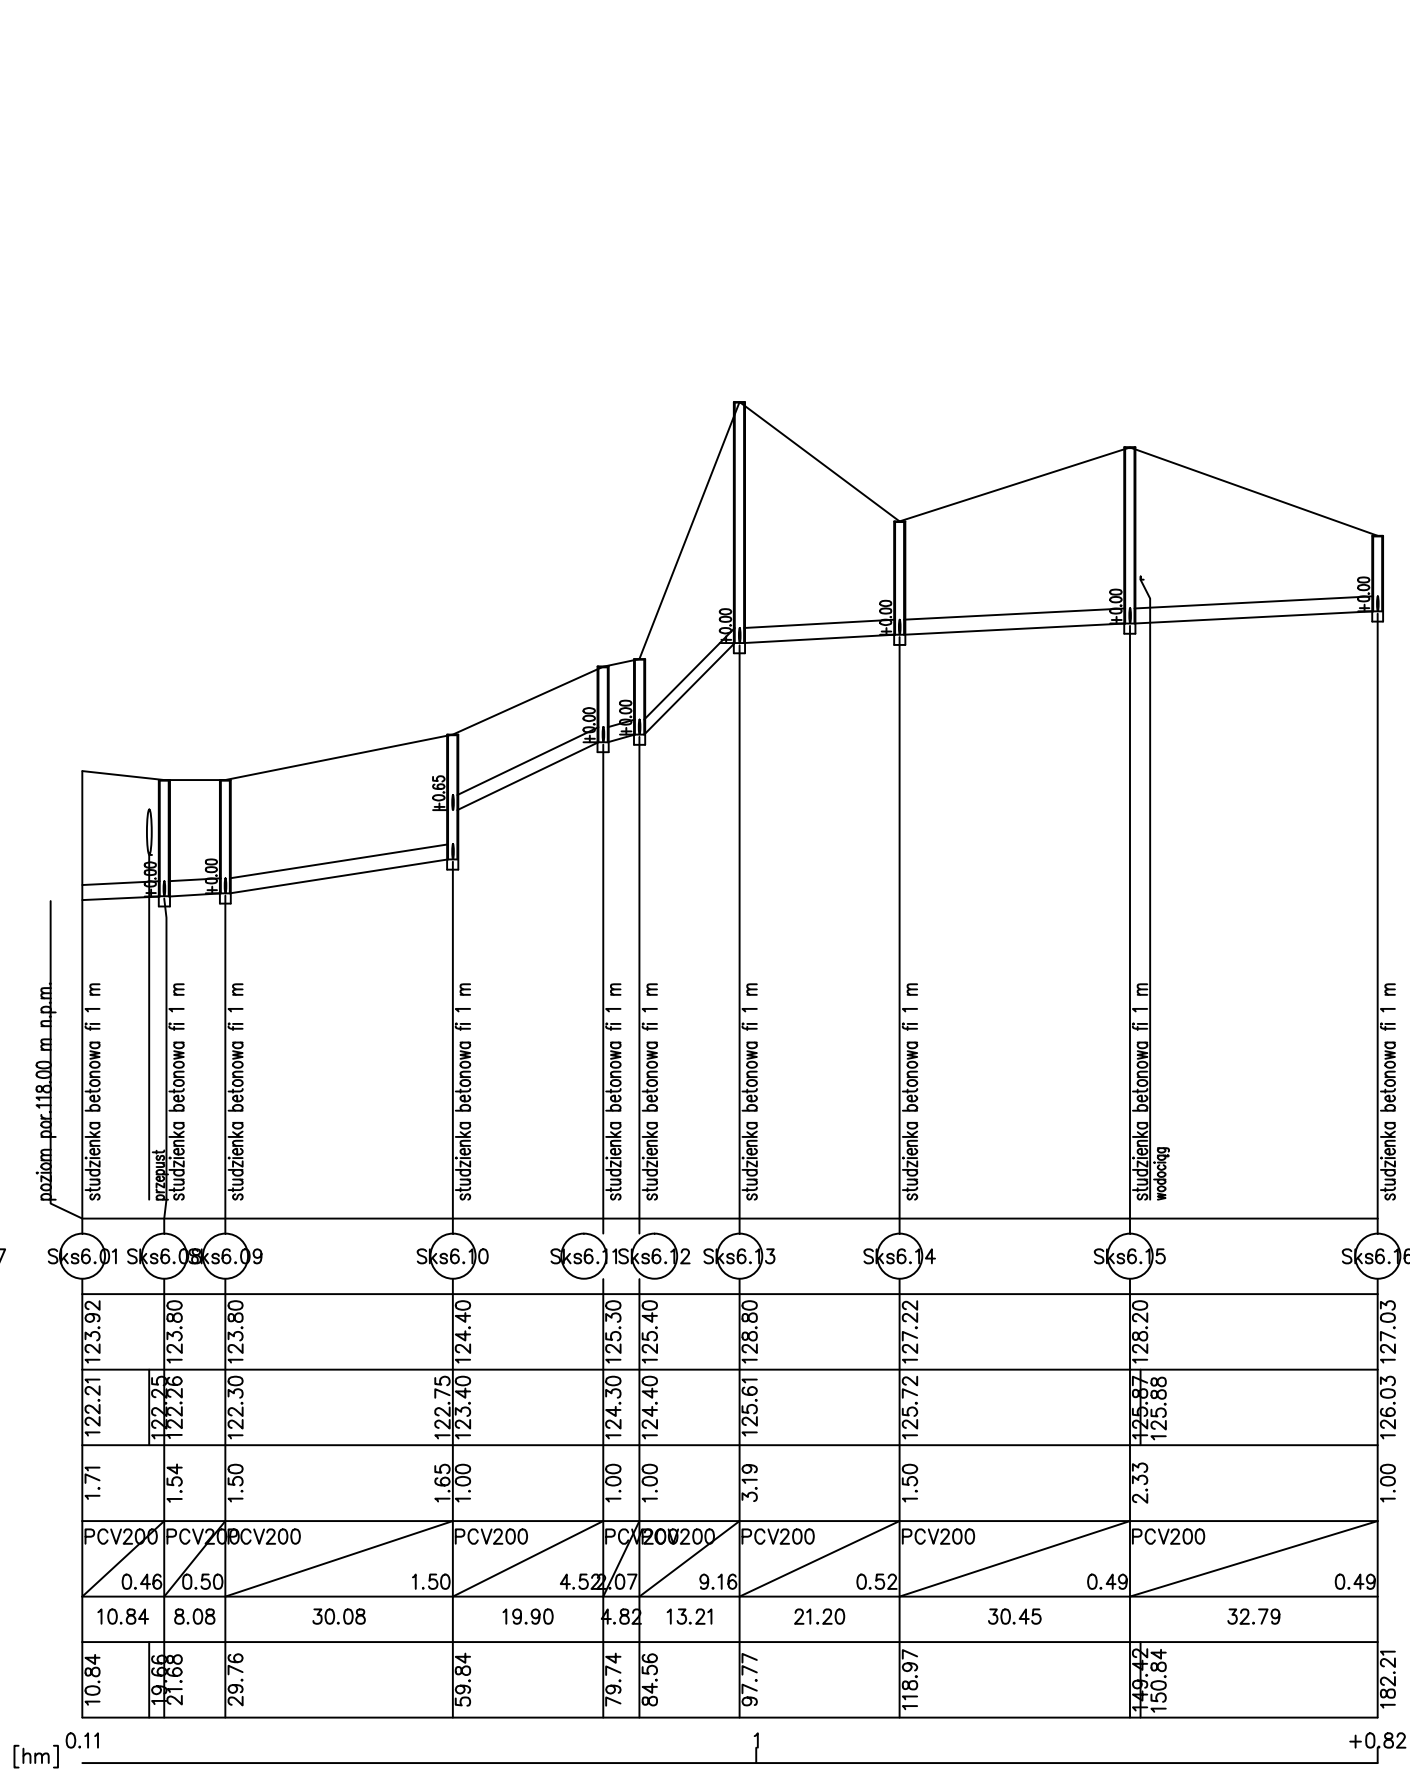 +0.00
+0.00
+0.65
+0.00
+0.00
+0.00
+0.00
+0.00
+0.00
poziom por.118.00 m n.p.m.
studzienka betonowa fi 1 m
przepust
studzienka betonowa fi 1 m
studzienka betonowa fi 1 m
studzienka betonowa fi 1 m
studzienka betonowa fi 1 m
studzienka betonowa fi 1 m
studzienka betonowa fi 1 m
studzienka betonowa fi 1 m
studzienka betonowa fi 1 m
wodociąg
studzienka betonowa fi 1 m
7 Sks6.01 Sks6.08 Sks6.09 Sks6.10 Sks6.11 Sks6.12 Sks6.13 Sks6.14 Sks6.15 Sks6.16
123.92 123.80 123.80 124.40 125.30 125.40 128.80 127.22 128.20 127.03
122.21 122.25 122.26 122.30 122.75 123.40 124.30 124.40 125.61 125.72 125.87 125.88 126.03
1.71 1.54 1.50 1.65 1.00 1.00 1.00 3.19 1.50 2.33 1.00
PCV200 PCV200 PCV200 PCV200 PCV200 PCV200 PCV200 PCV200 PCV200
0.46 0.50 1.50 4.52 2.07 9.16 0.52 0.49 0.49
10.84 8.08 30.08 19.90 4.82 13.21 21.20 30.45 32.79
10.84 19.66 21.68 29.76 59.84 79.74 84.56 97.77 118.97 149.42 150.84 182.21
[hm] 0.11 1 +0.82